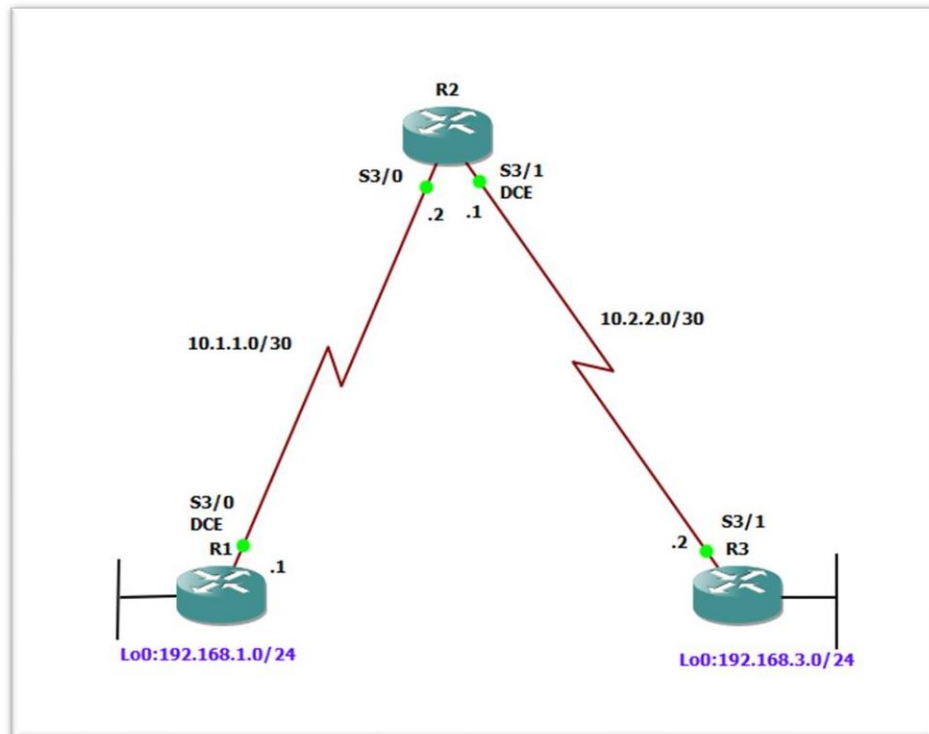 R2
S3/0
S3/1
DCE
.2
.1
10.2.2.0/30
10.1.1.0/30
S3/0
DCE
R1
.1
S3/1
.2
R3
Lo0:192.168.1.0/24
Lo0:192.168.3.0/24